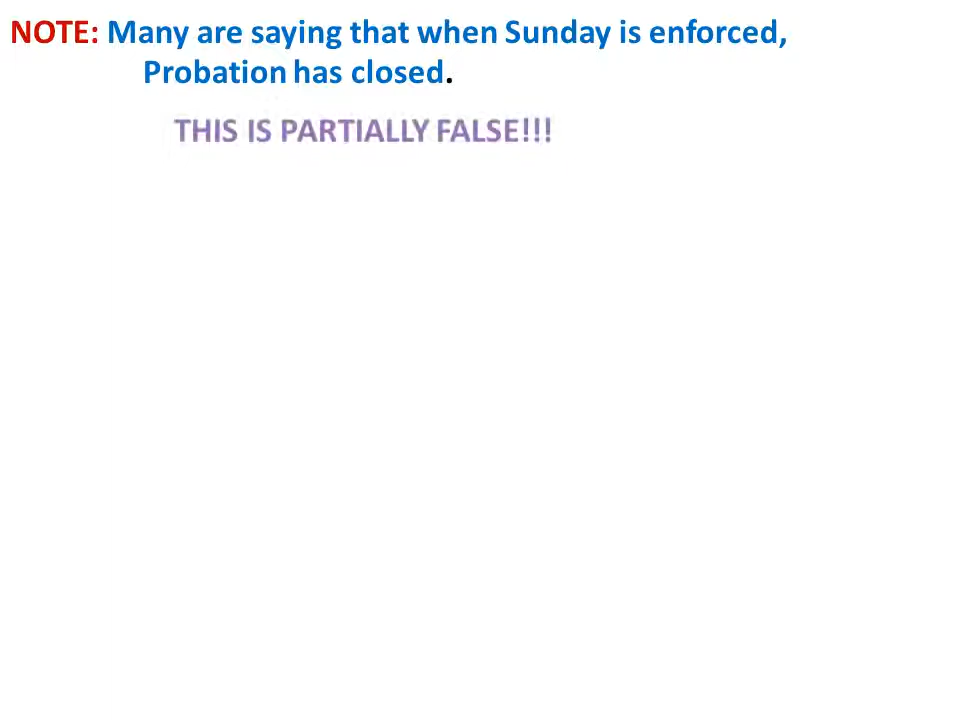 NOTE: Many are saying that when Sunday is enforced,
Probation has closed.
THIS IS PARTIALLY FALSE!!!